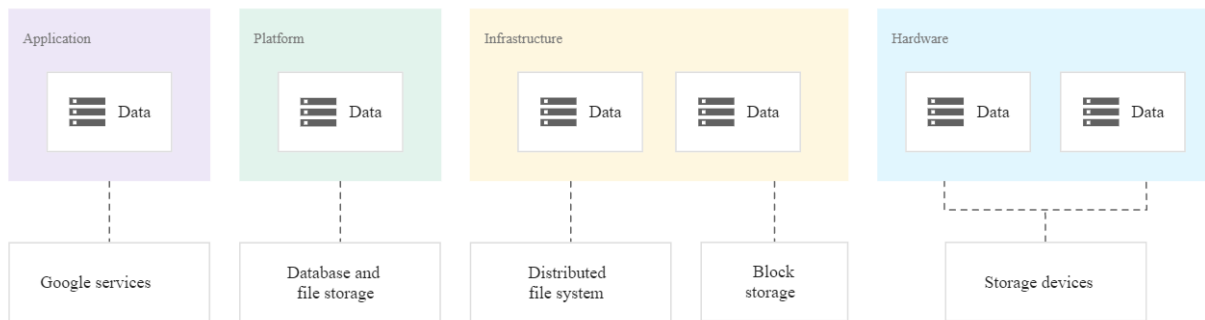 Application
Platform
Infrastructure
Hardware
Data
Data
Data
Data
Data
Data
Google services
Database and
file storage
Distributed
file system
Block
storage
Storage devices